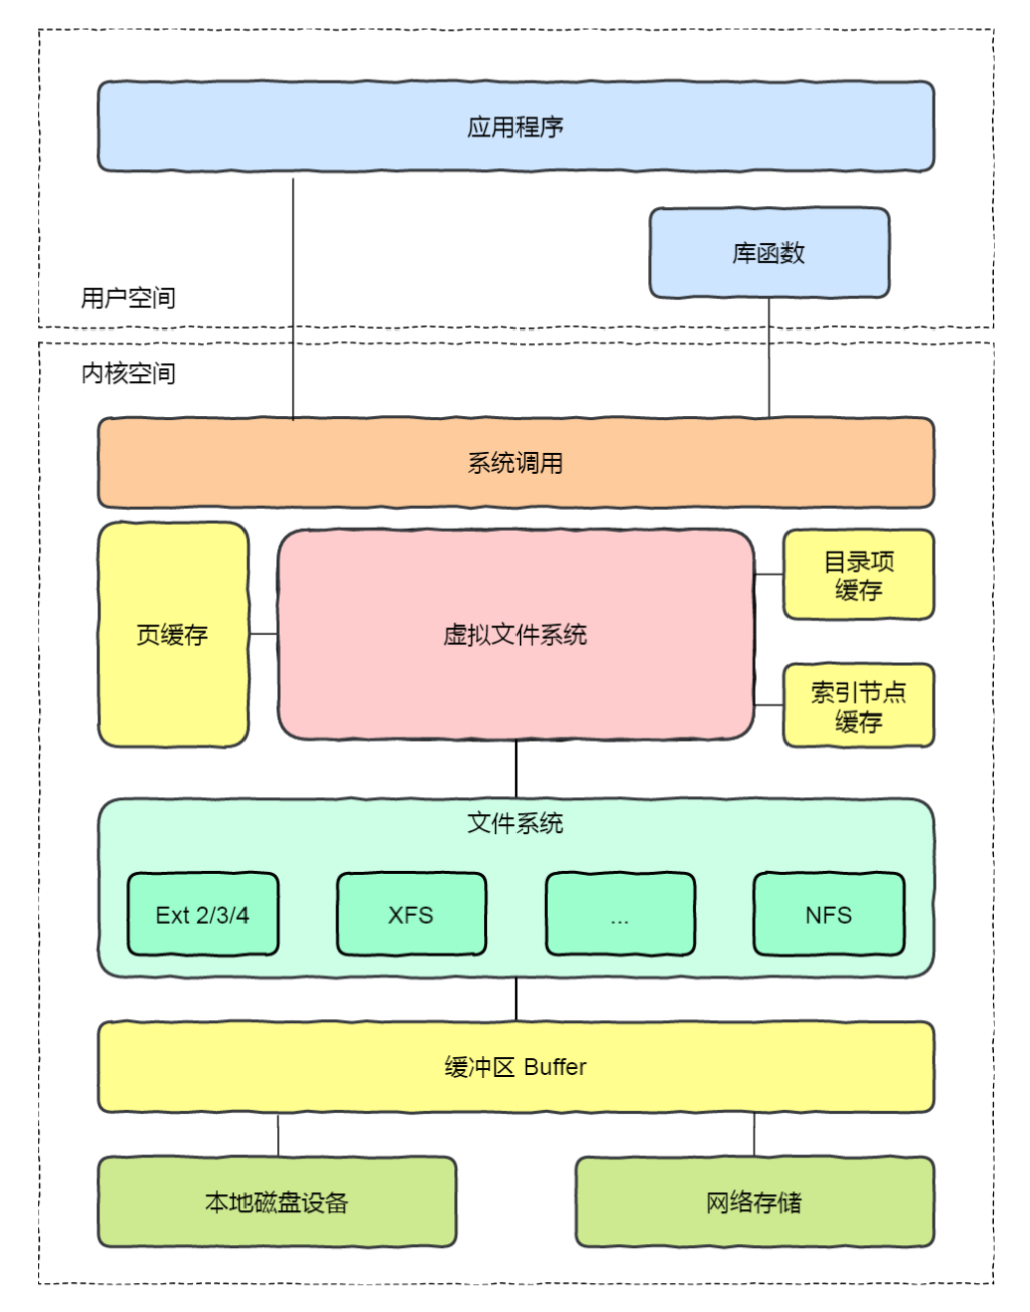 应用程序
库函数
用户空间
内核空间
系统调用
页缓存
虚拟文件系统
目录项
缓存
索引节点
缓存
文件系统
Ext 2/3/4
XFS
...
NFS
缓冲区 Buffer
本地磁盘设备
网络存储